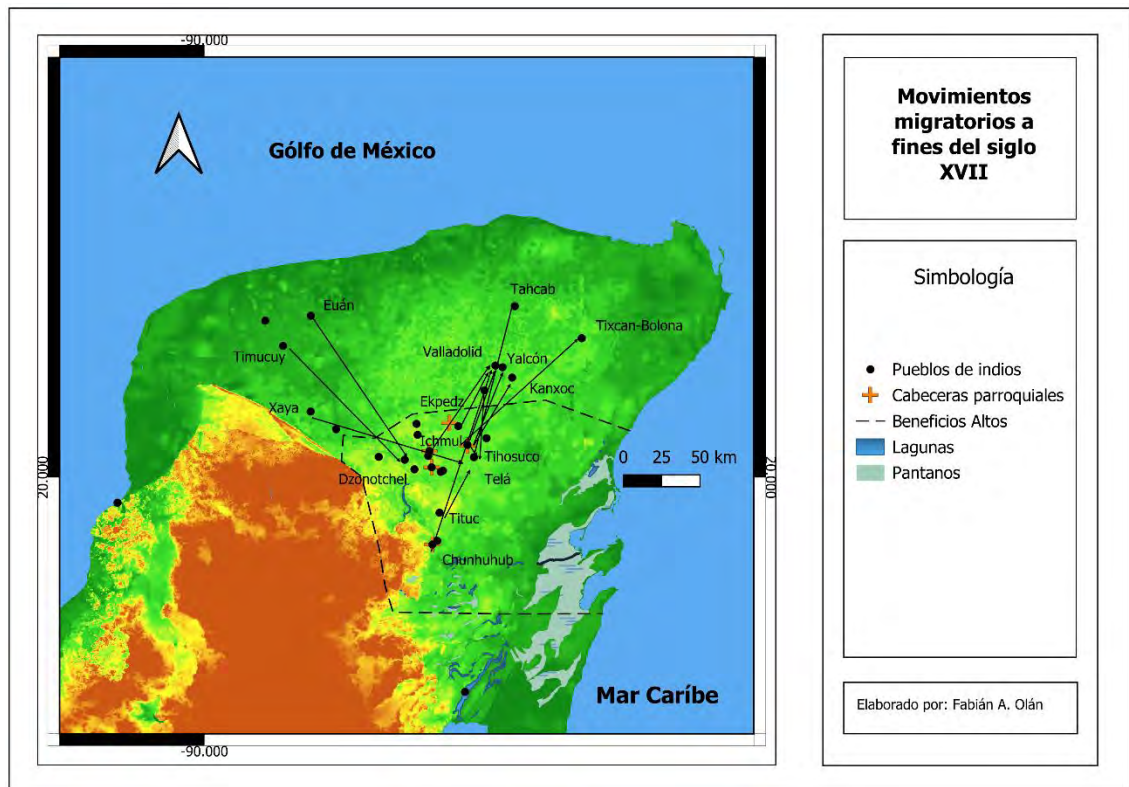 -90.000
Gólfo de México
Euán
Tahcab
Tixcan-Bolona
Timucuy
Valladolid
Yalcón
Kanxoc
Xaya
Ekpedz
Ichmul
Tihosuco
0 25 50 km
20.000
20.000
Dzonotchel
Telá
Tituc
Chunhuhub
Mar Caríbe
-90.000
Movimientos
migratorios a
fines del siglo
XVII
Simbología
Pueblos de indios
Cabeceras parroquiales
Beneficios Altos
Lagunas
Pantanos
Elaborado por: Fabián A. Olán